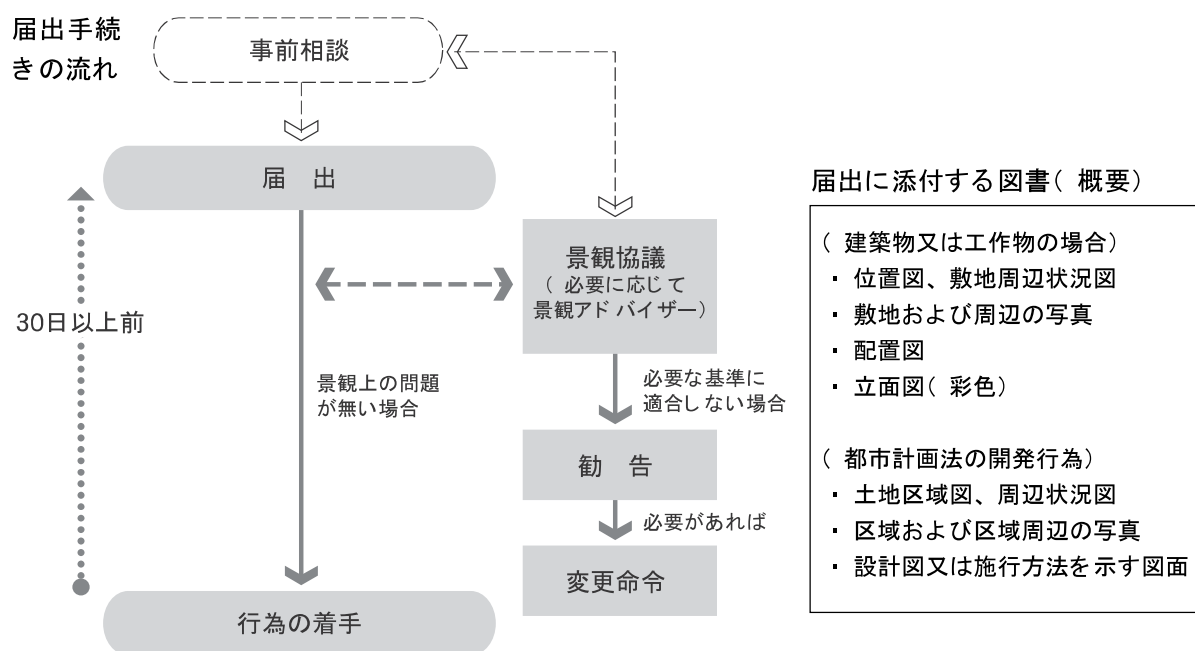 届出手続
きの流れ
事前相談
届 出
30日以上前
景観上の問題
が無い場合
行為の着手
景観協議
(必要に応じて
景観アドバイザー)
必要な基準に
適合しない場合
勧 告
必要があれば
変更命令
届出に添付する図書(概要)
(建築物又は工作物の場合)
・位置図、敷地周辺状況図
・敷地および周辺の写真
・配置図
・立面図(彩色)
(都市計画法の開発行為)
・土地区域図、周辺状況図
・区域および区域周辺の写真
・設計図又は施行方法を示す図面